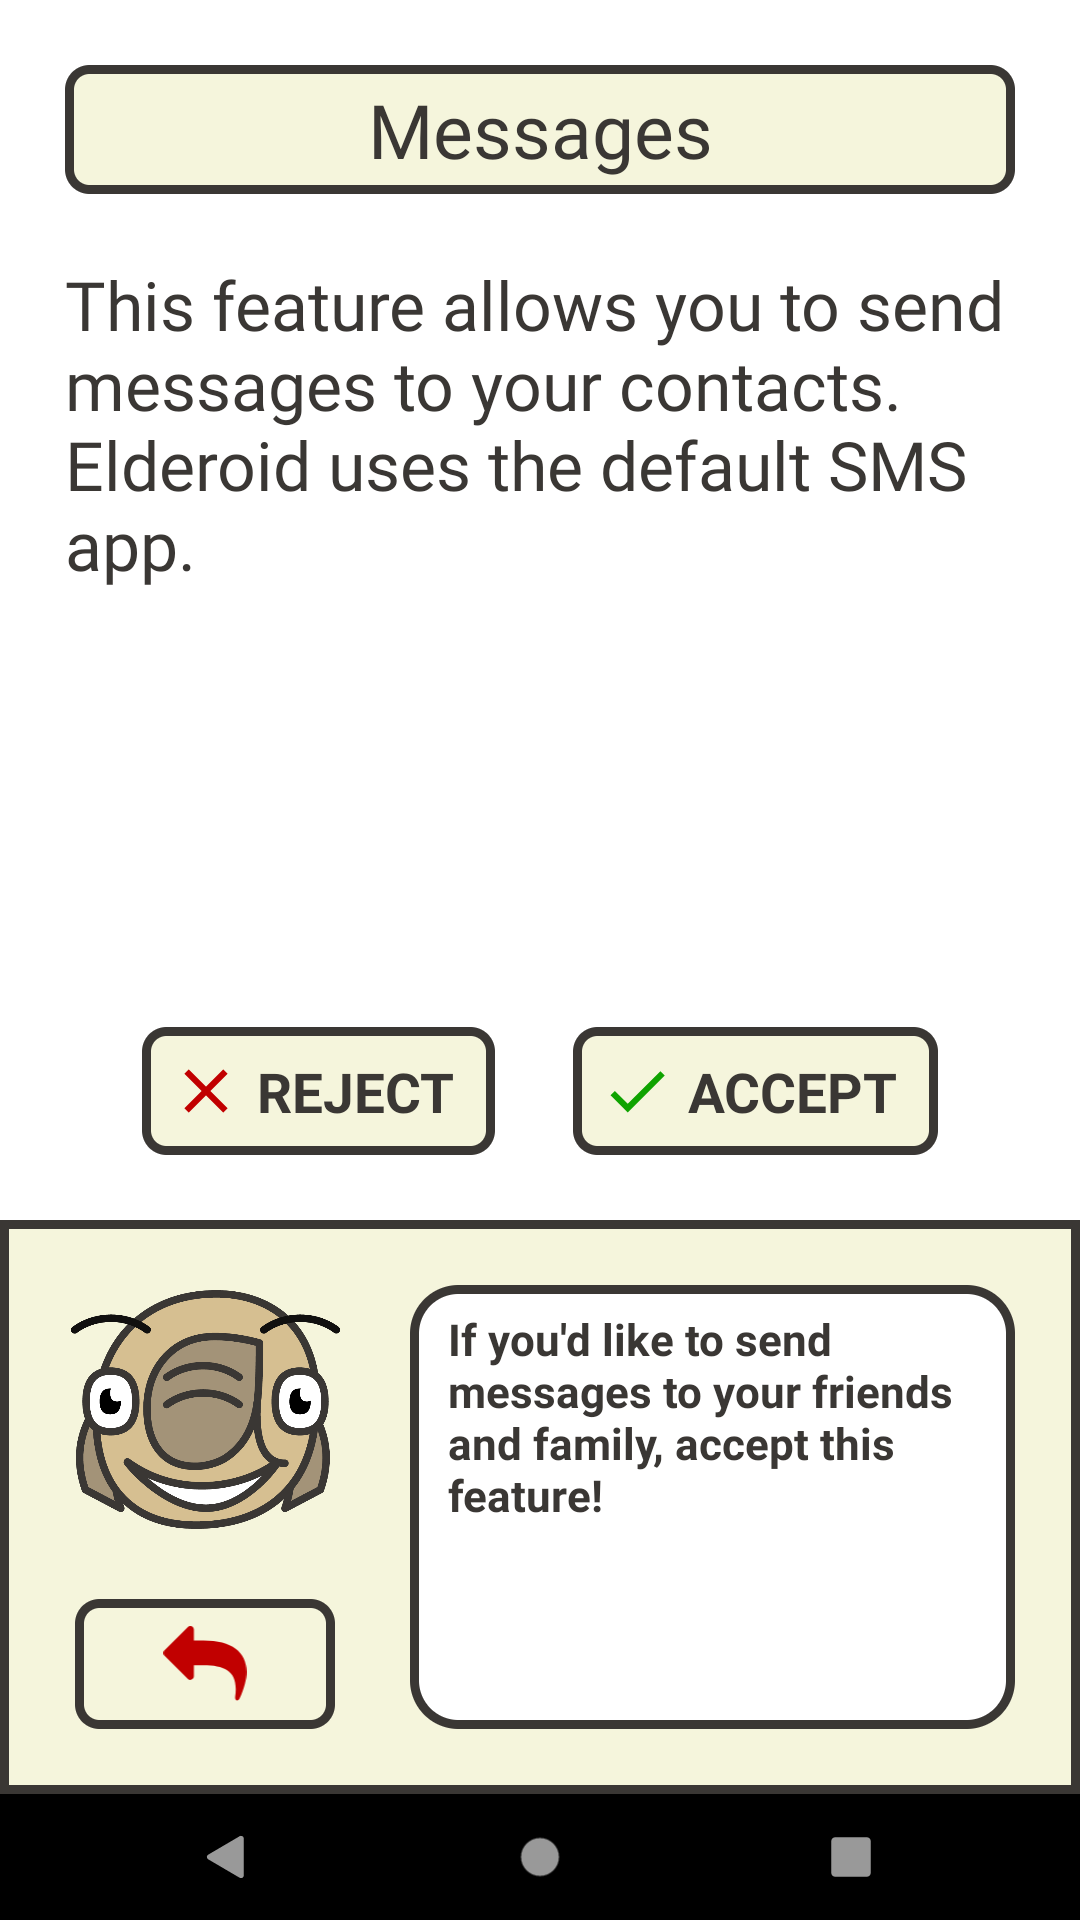 Messages
This feature allows you to send
messages to your contacts.
Elderoid uses the default SMS
app.
REJECT
ACCEPT
If you'd like to send
messages to your friends
and family, accept this
feature!